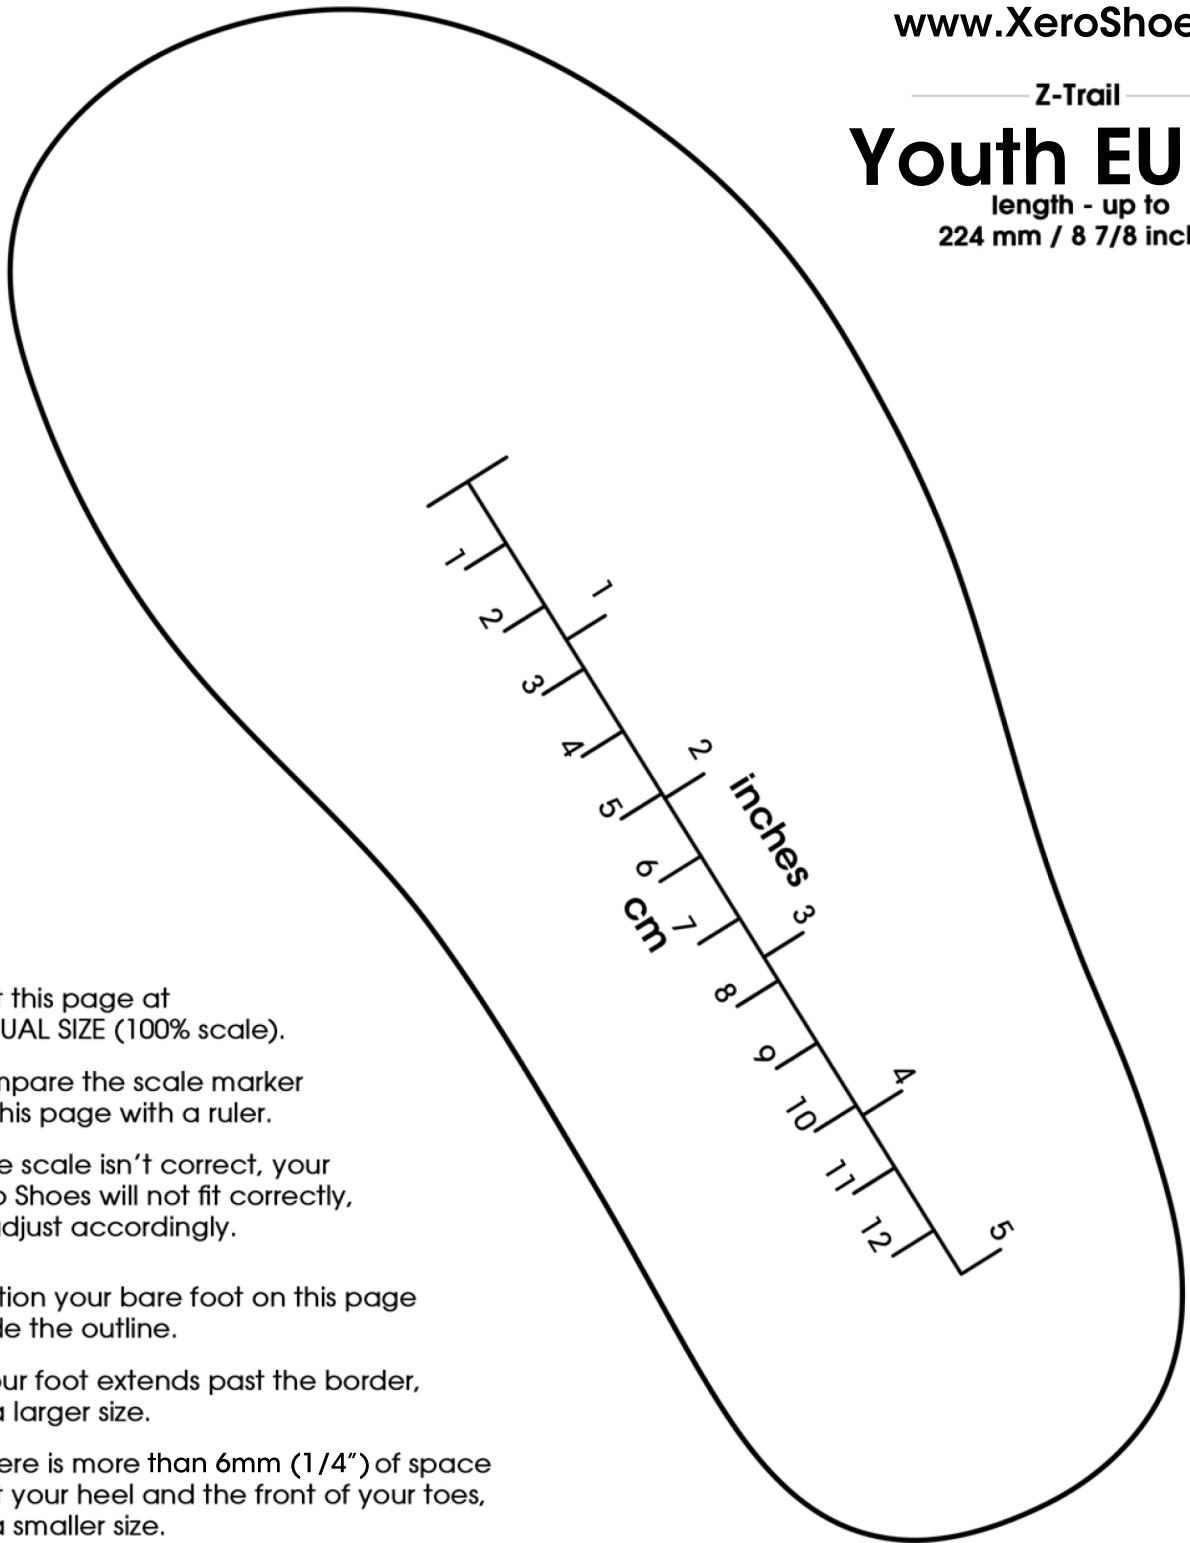 www.XeroShoe
Z-Trail
Youth EU
length - up to
224 mm / 8 7/8 incl
1
2
3
4
5
6
7
8
9
10
11
12
cm
1
2
3
4
5
inches
t this page at
UAL SIZE (100% scale).
mpare the scale marker
his page with a ruler.
e scale isn't correct, your
o Shoes will not fit correctly,
djust accordingly.
tion your bare foot on this page
de the outline.
ur foot extends past the border,
a larger size.
ere is more than 6mm (1/4") of space
t your heel and the front of your toes,
a smaller size.